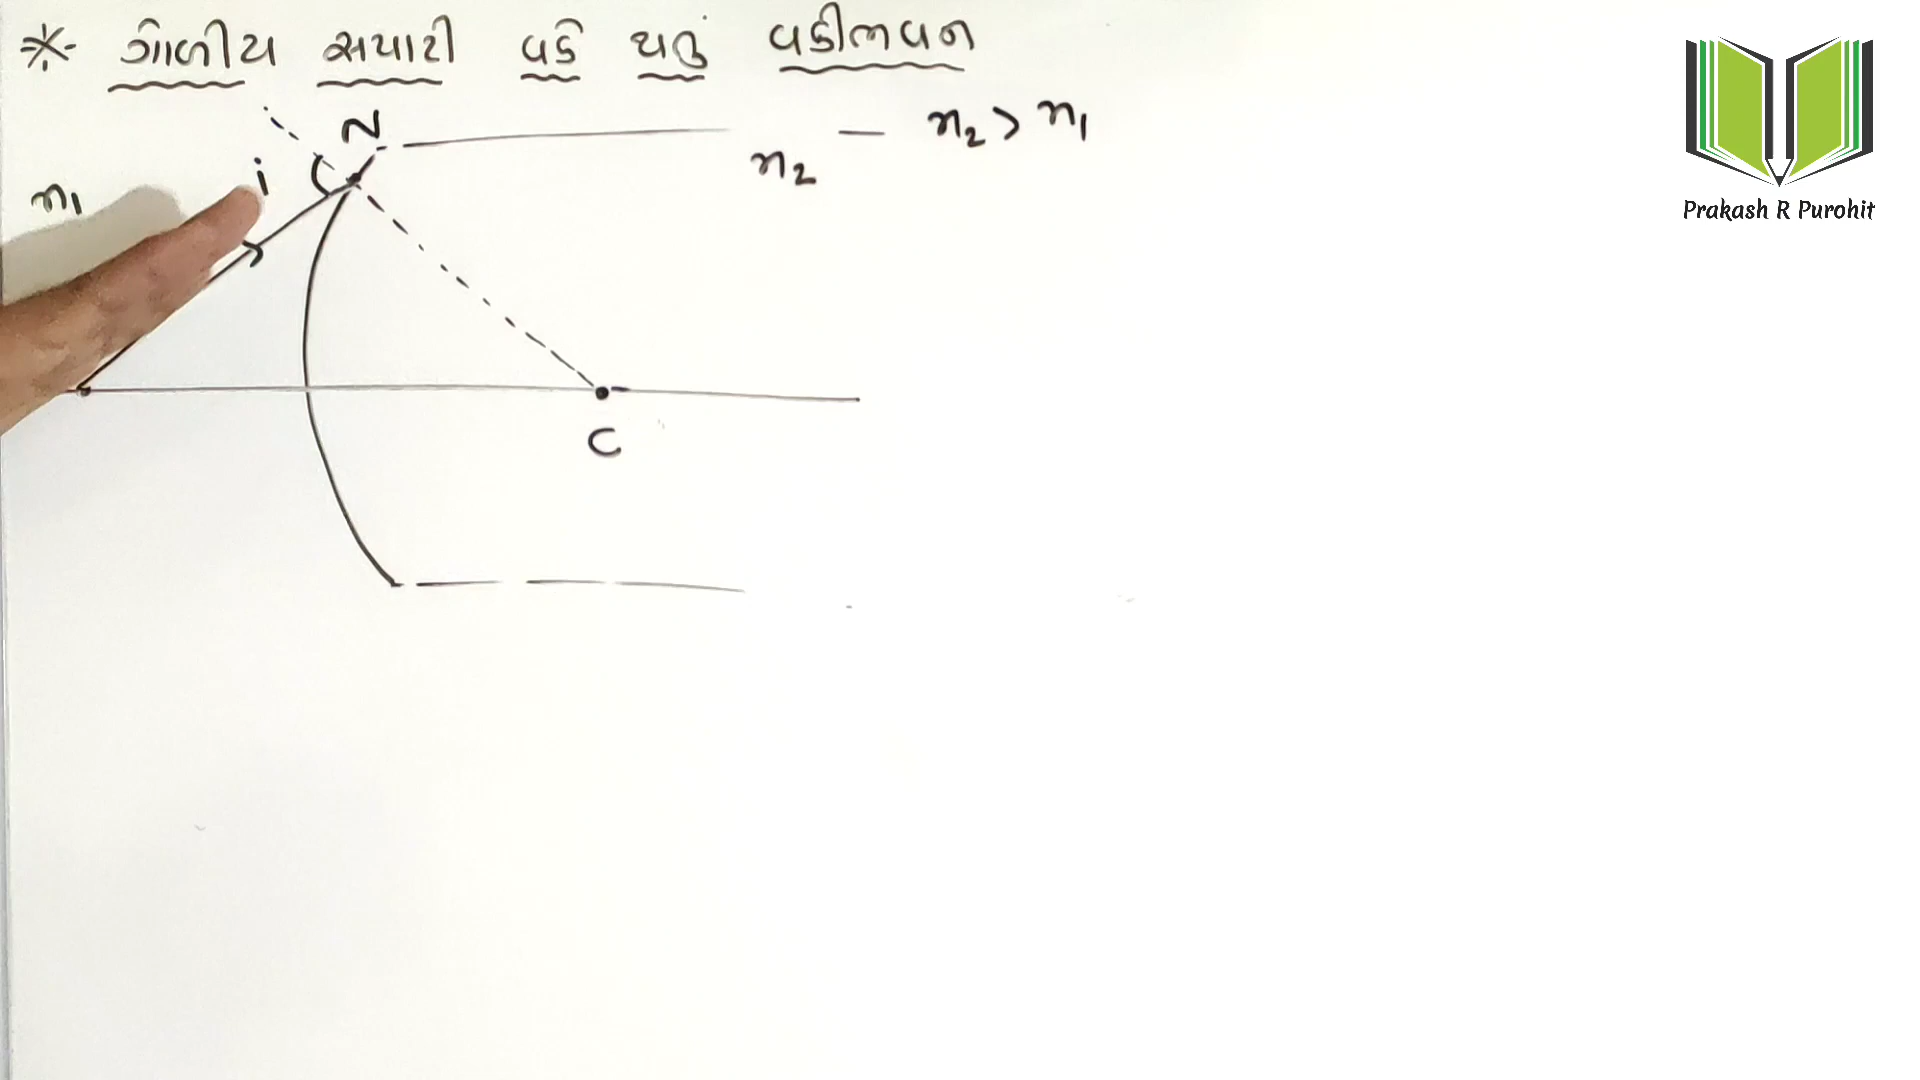 * ગોળીય સપાટી વડે થતું વક્રીભવન
N
n₂ > n₁
n₂
i
n₁
C
Prakash R Purohit